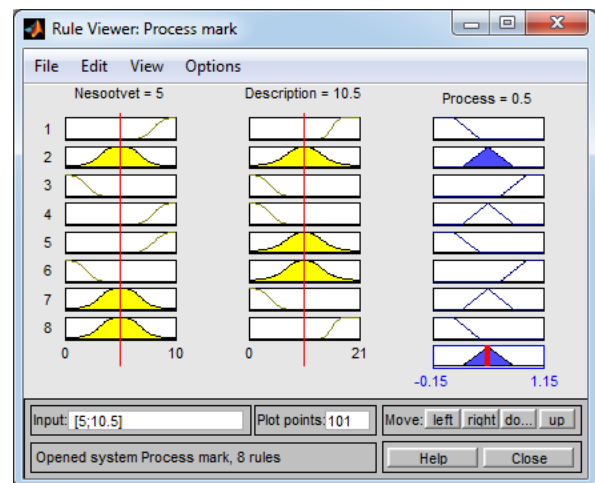 Rule Viewer: Process mark
File Edit View Options
Nesootvet = 5 Description = 10.5 Process = 0.5
1
2
3
4
5
6
7
8
0 10 0 21
-0.15 1.15
Input: [5;10.5] Plot points: 101 Move: left right do... up
Opened system Process mark, 8 rules Help Close